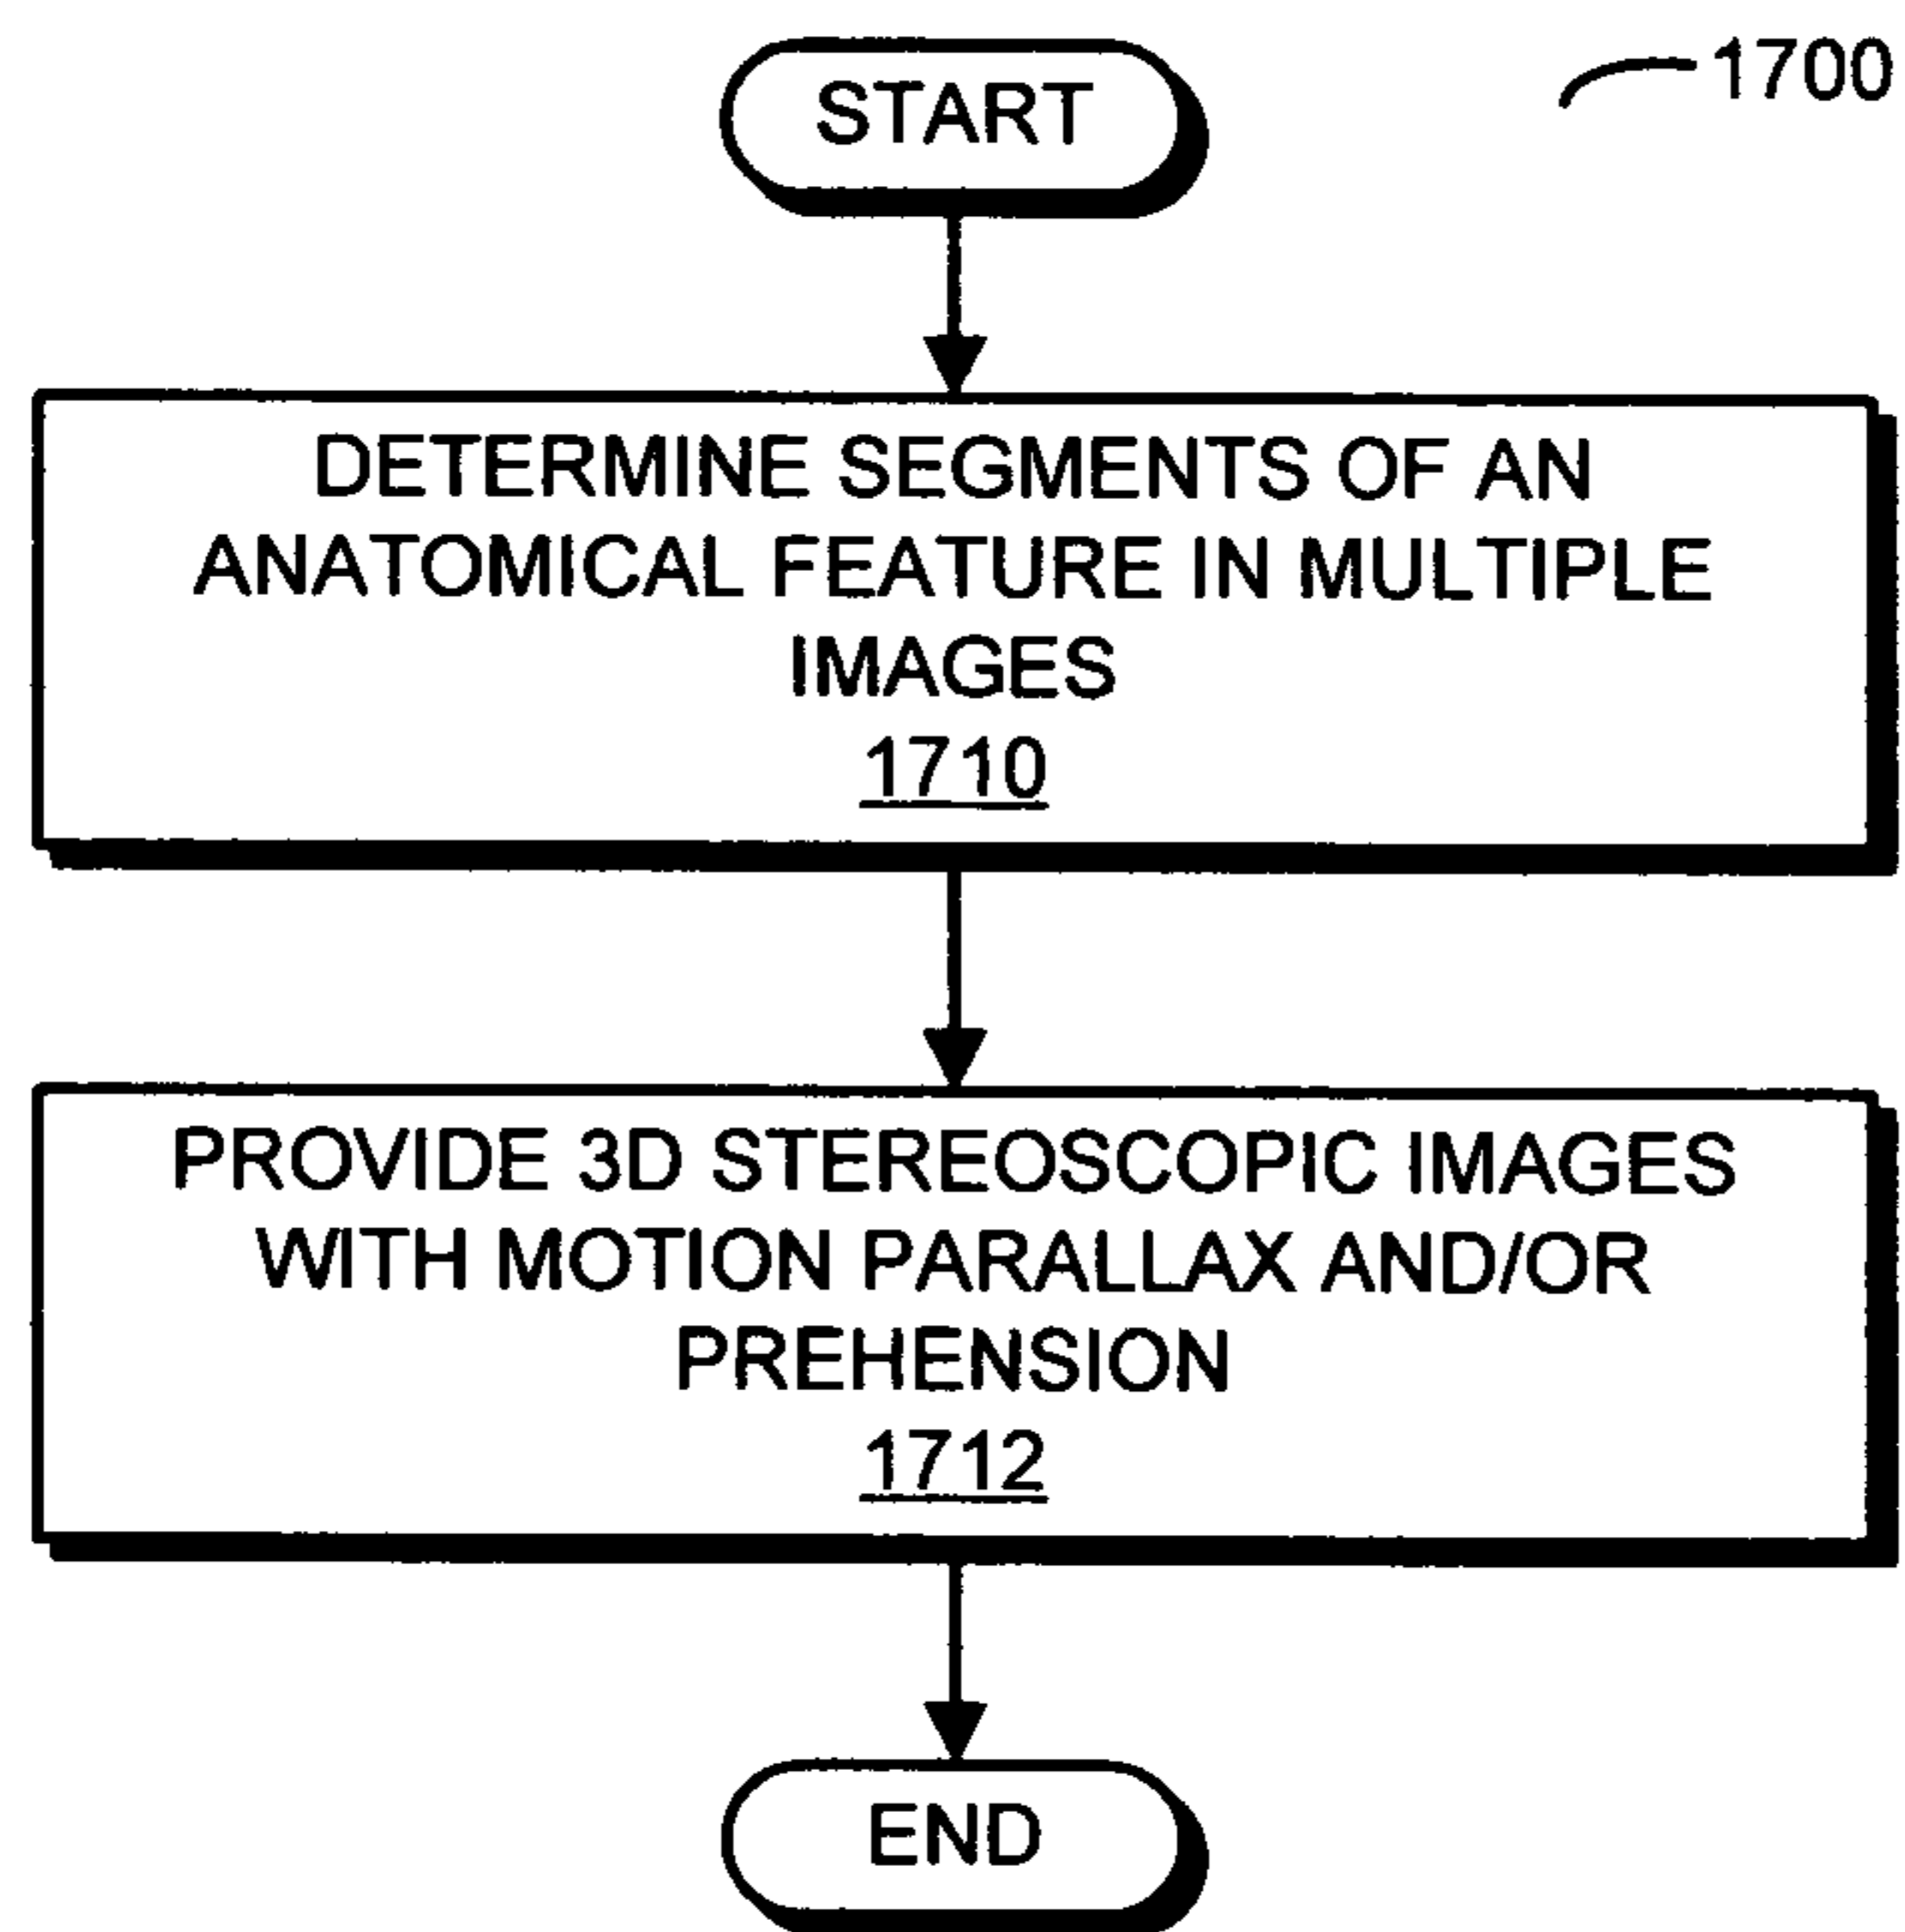 START
1700
DETERMINE SEGMENTS OF AN
ANATOMICAL FEATURE IN MULTIPLE
IMAGES
1710
PROVIDE 3D STEREOSCOPIC IMAGES
WITH MOTION PARALLAX AND/OR
PREHENSION
1712
END